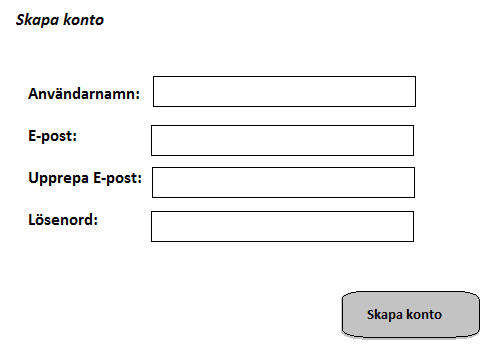 Skapa konto
Användarnamn:
E-post:
Upprepa E-post:
Lösenord:
Skapa konto